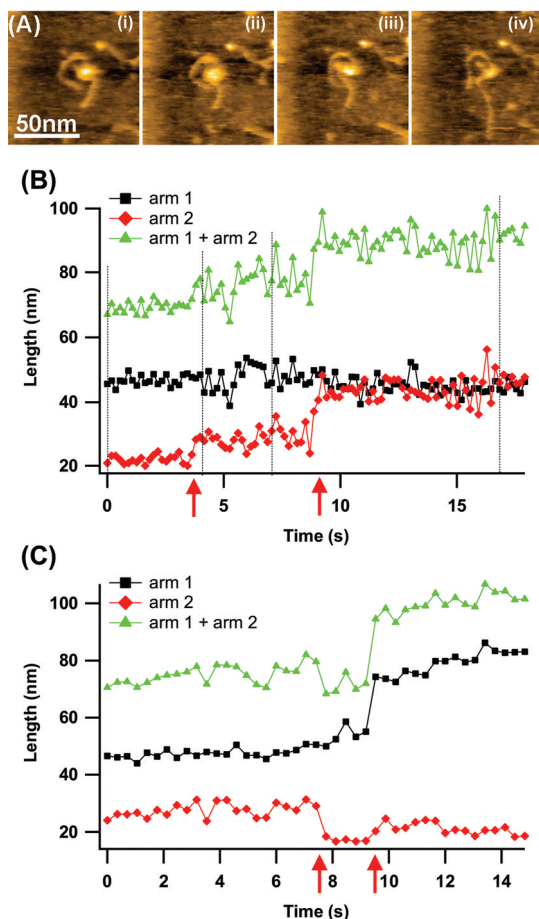 (A) (i) (ii) (iii) (iv)
50nm
(B)
arm 1
arm 2
arm 1 + arm 2
100
80
60
40
20
Length (nm)
0 5 10 15
Time (s)
(C)
arm 1
arm 2
arm 1 + arm 2
100
80
60
40
20
Length (nm)
0 2 4 6 8 10 12 14
Time (s)